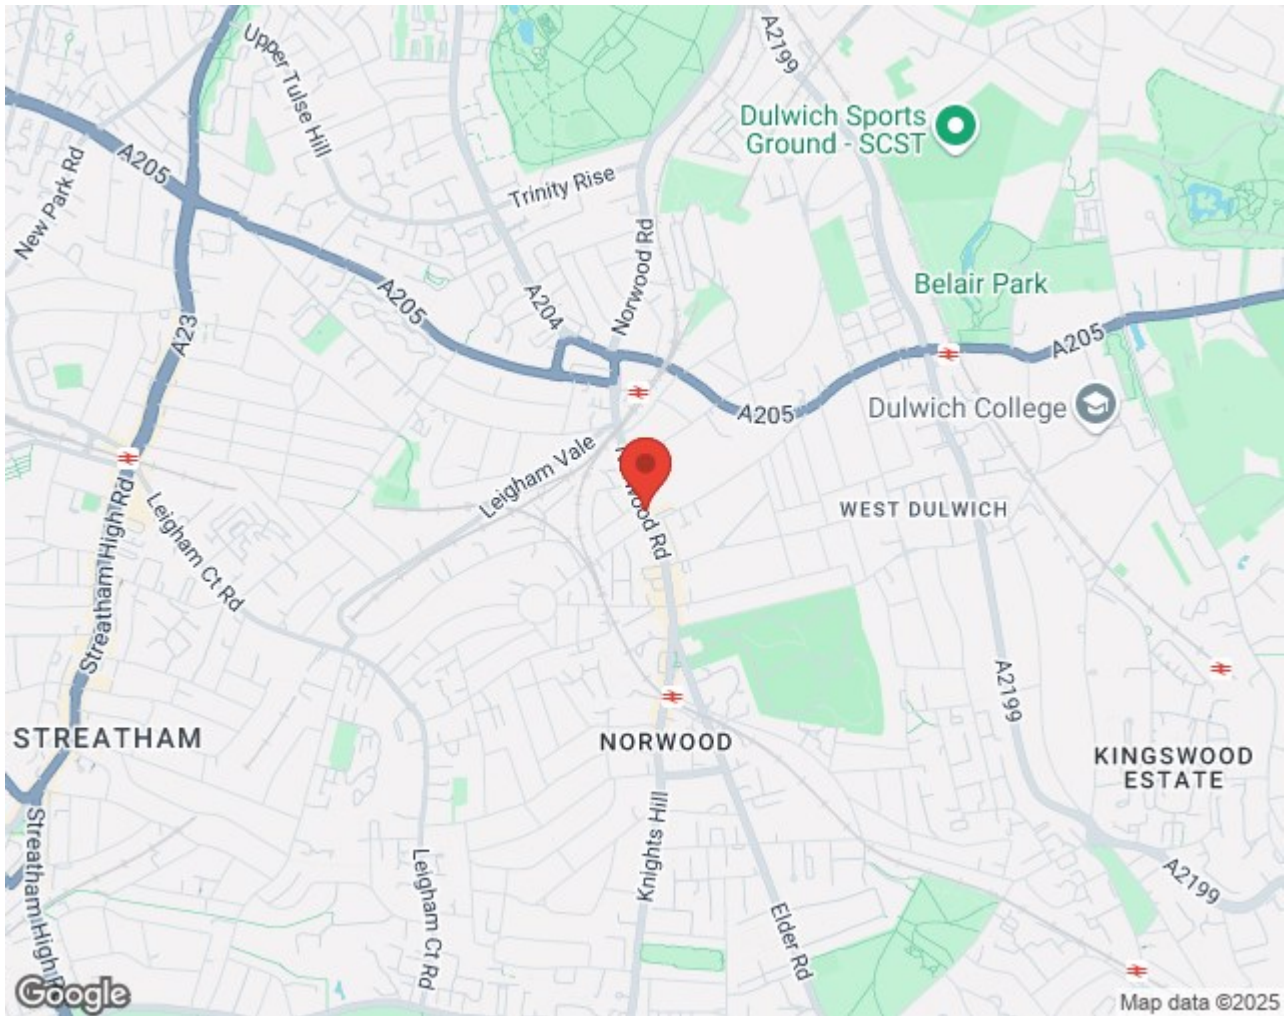 Upper Tulse Hill
A2199
Dulwich Sports
Ground - SCST
A205
New Park Rd
Trinity Rise
Norwood Rd
A204
A205
Belair Park
A23
A205
A205
Dulwich College
Leigham Vale
Norwood Rd
WEST DULWICH
Streatham High Rd
Leigham Ct Rd
A2199
STREATHAM
NORWOOD
KINGSWOOD
ESTATE
Knights Hill
Streatham High R
Leigham Ct Rd
A2199
Elder Rd
Google
Map data ©2025